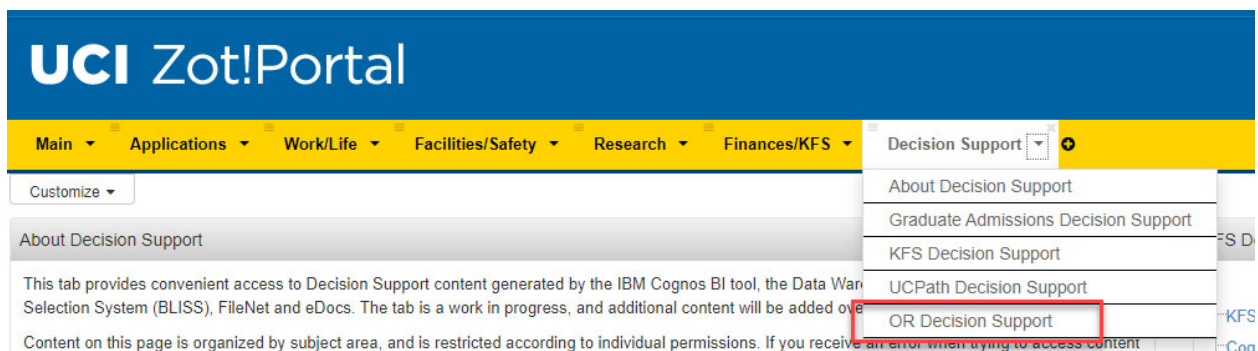 UCI Zot!Portal
Main Applications Work/Life Facilities/Safety Research Finances/KFS Decision Support
Customize
About Decision Support
Graduate Admissions Decision Support
KFS Decision Support
UCPath Decision Support
OR Decision Support
About Decision Support
This tab provides convenient access to Decision Support content generated by the IBM Cognos BI tool, the Data
Selection System (BLISS), FileNet and eDocs. The tab is a work in progress, and additional content will be added
Content on this page is organized by subject area, and is restricted according to individual permissions. If you receive an error when trying to access content
KFS